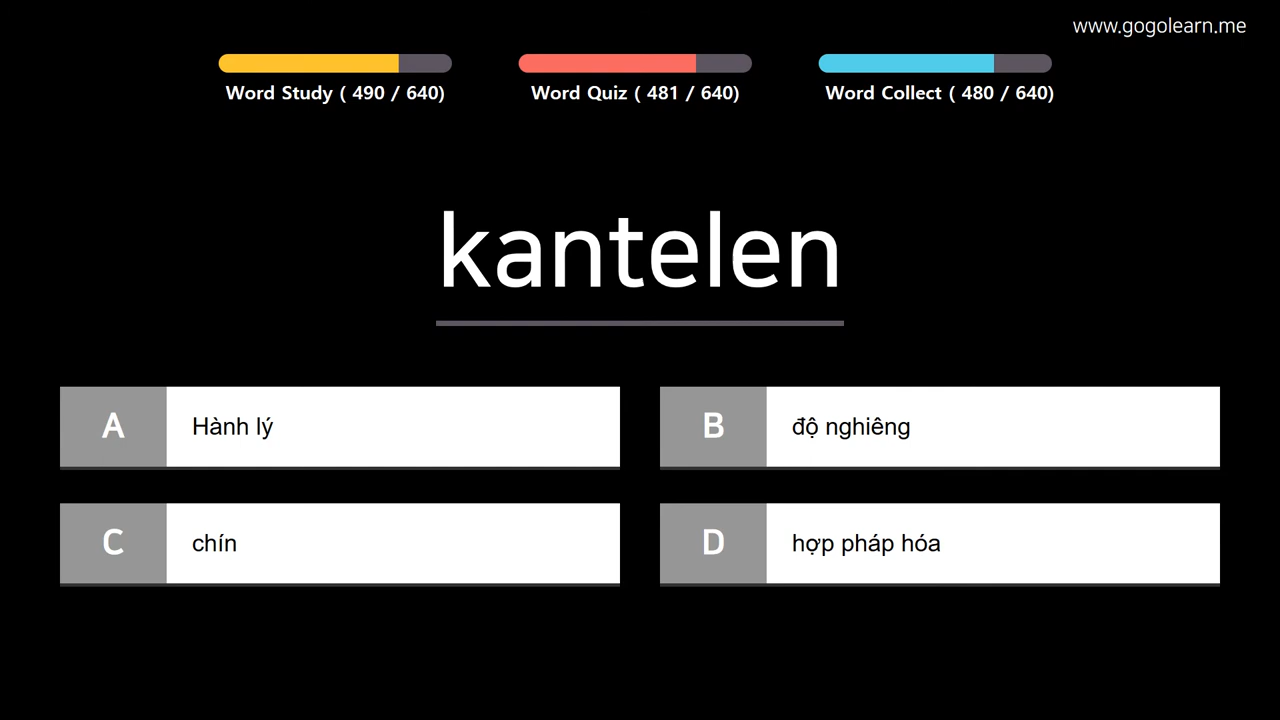 www.gogolearn.me
Word Study ( 490 / 640)
Word Quiz ( 481 / 640)
Word Collect ( 480 / 640)
kantelen
A Hành lý
B độ nghiêng
C chín
D hợp pháp hóa